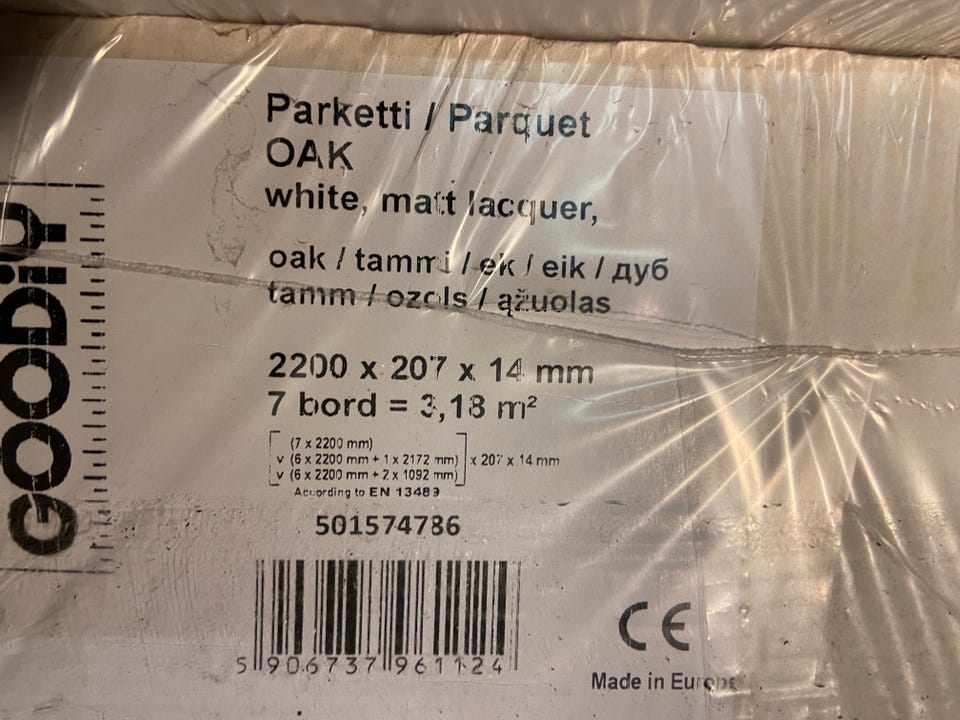 Parketti / Parquet
OAK
white, matt lacquer,
oak / tammi / ek / eik / дуб
tamm / ozols / ąžuolas
2200 x 207 x 14 mm
7 bord = 3,18 m²
(7 x 2200 mm)
v (6 x 2200 mm + 1 x 2172 mm) x 207 x 14 mm
v (6 x 2200 mm + 2 x 1092 mm)
According to EN 13489
501574786
5 906737 961124
CE
Made in Europe
GOODiY